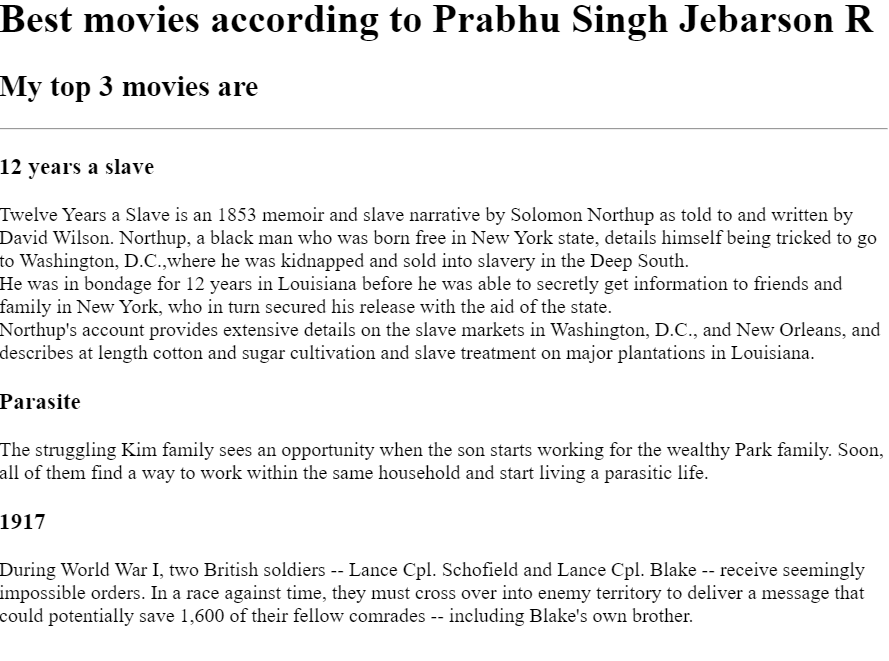 Best movies according to Prabhu Singh Jebarson R
My top 3 movies are
12 years a slave
Twelve Years a Slave is an 1853 memoir and slave narrative by Solomon Northup as told to and written by
David Wilson. Northup, a black man who was born free in New York state, details himself being tricked to go
to Washington, D.C.,where he was kidnapped and sold into slavery in the Deep South.
He was in bondage for 12 years in Louisiana before he was able to secretly get information to friends and
family in New York, who in turn secured his release with the aid of the state.
Northup's account provides extensive details on the slave markets in Washington, D.C., and New Orleans, and
describes at length cotton and sugar cultivation and slave treatment on major plantations in Louisiana.
Parasite
The struggling Kim family sees an opportunity when the son starts working for the wealthy Park family. Soon,
all of them find a way to work within the same household and start living a parasitic life.
1917
During World War I, two British soldiers -- Lance Cpl. Schofield and Lance Cpl. Blake -- receive seemingly
impossible orders. In a race against time, they must cross over into enemy territory to deliver a message that
could potentially save 1,600 of their fellow comrades -- including Blake's own brother.